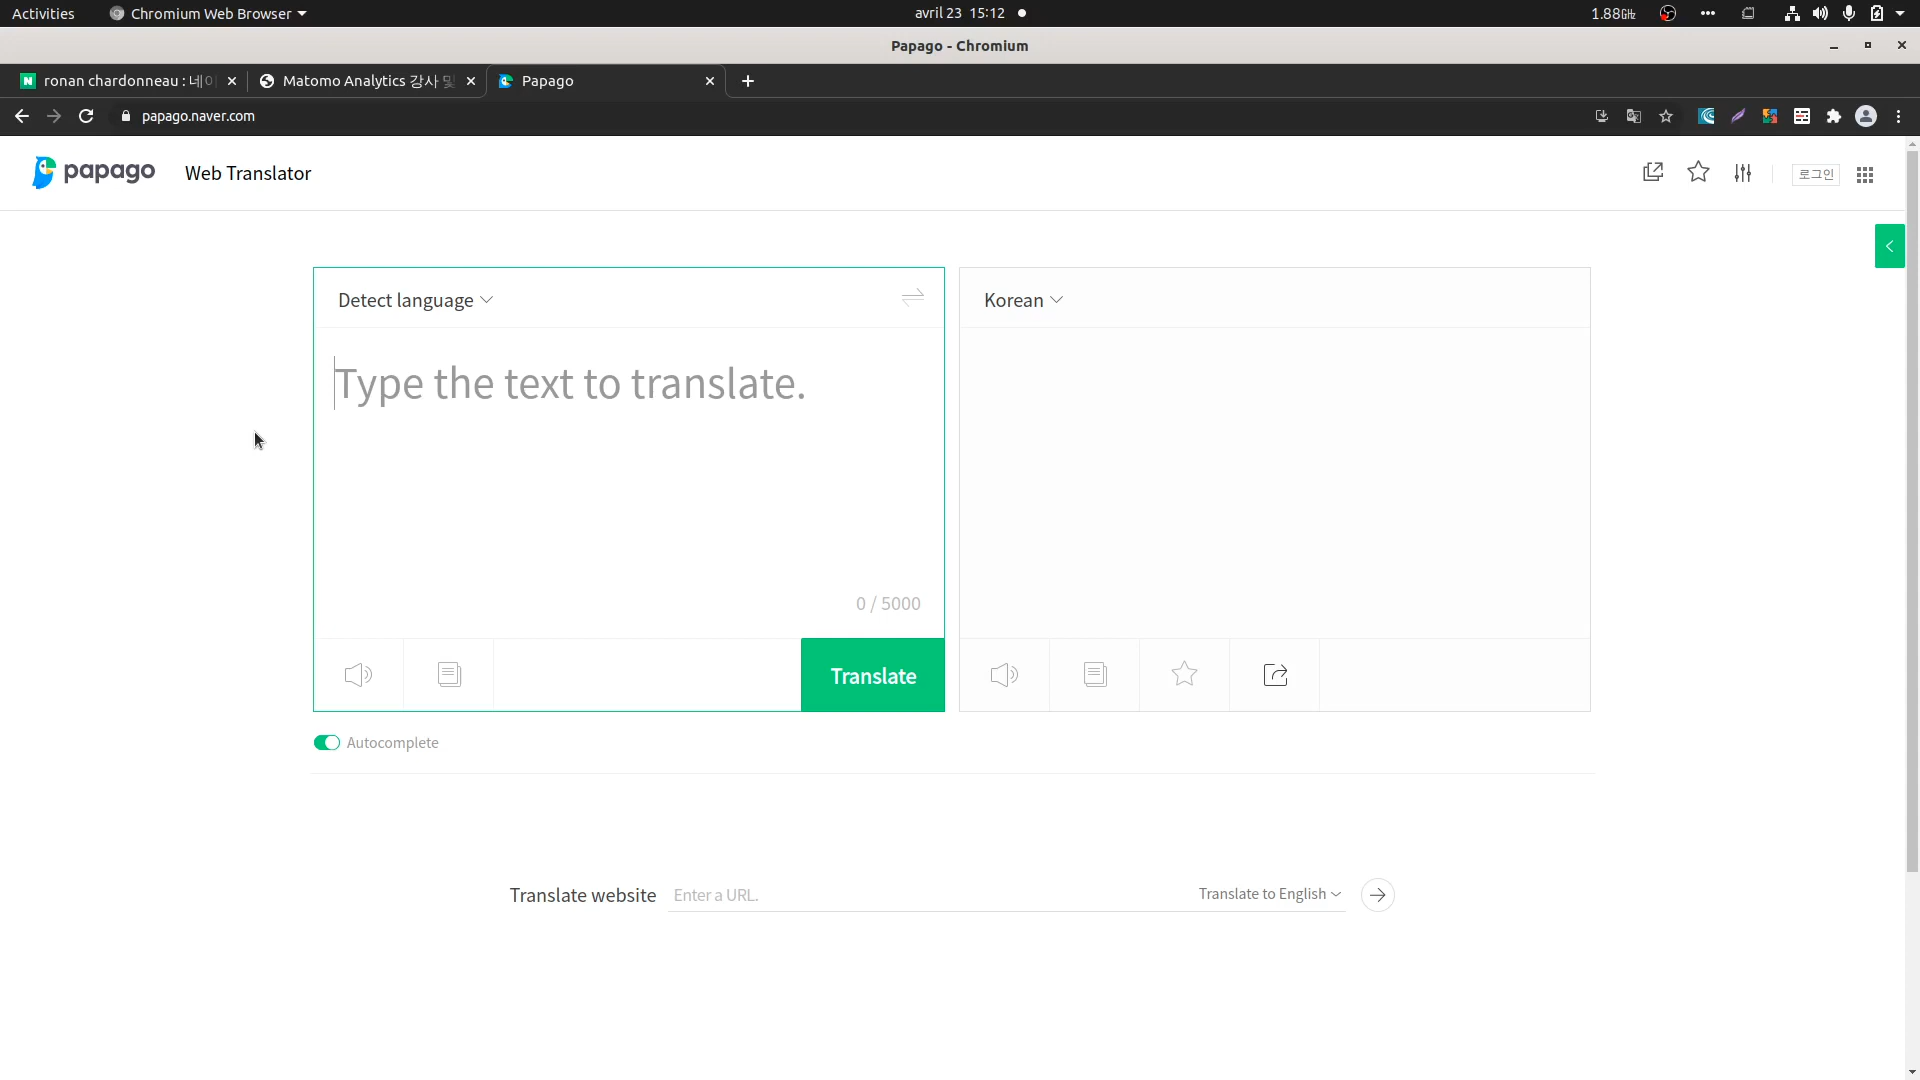 Activities Chromium Web Browser avril 23 15:12 1.88GHz
Papago - Chromium
ronan chardonneau : 네이 Matomo Analytics 강사 및 Papago
papago.naver.com
papago Web Translator 로그인
Detect language Korean
Type the text to translate.
0 / 5000
Translate
Autocomplete
Translate website Enter a URL. Translate to English